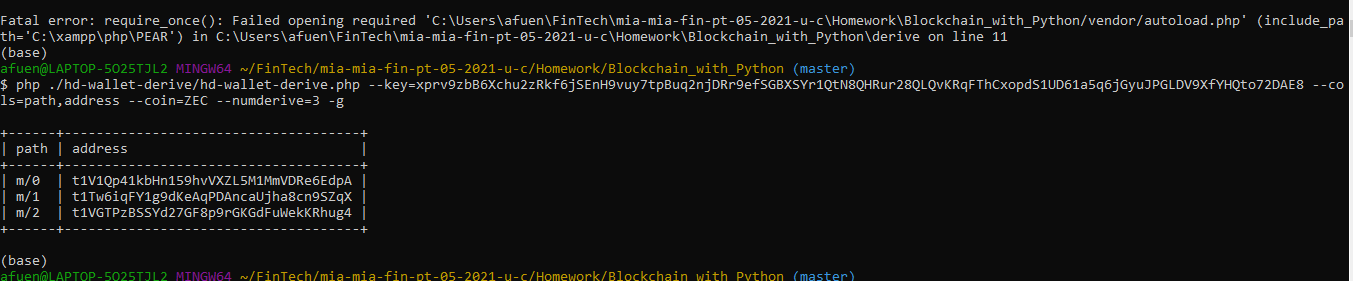 Fatal error: require_once(): Failed opening required 'C:\Users\afuen\FinTech\mia-mia-fin-pt-05-2021-u-c\Homework\Blockchain_with_Python/vendor/autoload.php' (include_pa
th='C:\xampp\php\PEAR') in C:\Users\afuen\FinTech\mia-mia-fin-pt-05-2021-u-c\Homework\Blockchain_with_Python\derive on line 11
(base)
afuen@LAPTOP-5O25TJL2 MINGW64 ~/FinTech/mia-mia-fin-pt-05-2021-u-c/Homework/Blockchain_with_Python (master)
$ php ./hd-wallet-derive/hd-wallet-derive.php --key=xprv9zbB6Xchu2zRkf6jSEnH9vuy7tpBuq2njDRr9efSGBXSYr1QtN8QHRur28QLQvKRqFThCxopdS1UD61a5q6jGyuJPGLDV9XfYHQto72DAE8 --co
ls=path,address --coin=ZEC --numderive=3 -g
+------+------------------------------------+
| path | address |
+------+------------------------------------+
| m/0 | t1V1Qp41kbHn159hvVXZL5M1MmVDRe6EdpA |
| m/1 | t1Tw6iqFY1g9dKeAqPDAncaUjha8cn9SZqX |
| m/2 | t1VGTPzBSSYd27GF8p9rGKGdFuWekKRhug4 |
+------+------------------------------------+
(base)
afuen@LAPTOP-5O25TJL2 MINGW64 ~/FinTech/mia-mia-fin-pt-05-2021-u-c/Homework/Blockchain_with_Python (master)